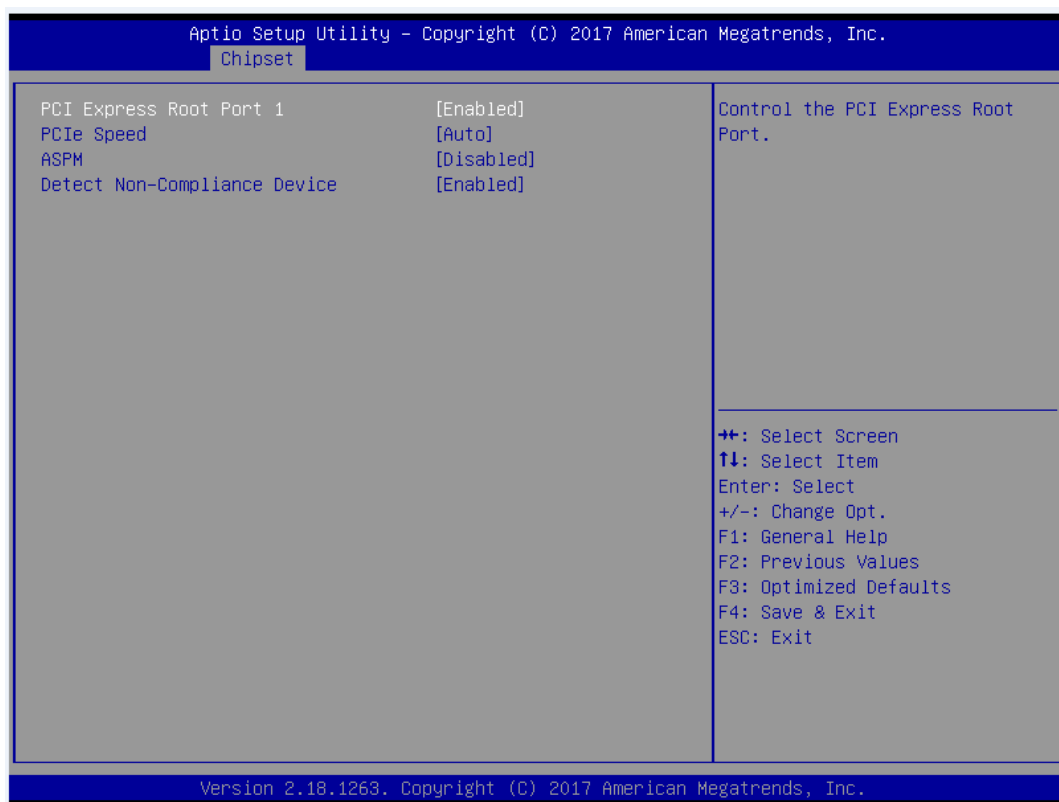 Aptio Setup Utility – Copyright (C) 2017 American Megatrends, Inc.
Chipset
PCI Express Root Port 1 [Enabled]
PCIe Speed [Auto]
ASPM [Disabled]
Detect Non-Compliance Device [Enabled]
Control the PCI Express Root
Port.
→←: Select Screen
↑↓: Select Item
Enter: Select
+/-: Change Opt.
F1: General Help
F2: Previous Values
F3: Optimized Defaults
F4: Save & Exit
ESC: Exit
Version 2.18.1263. Copyright (C) 2017 American Megatrends, Inc.